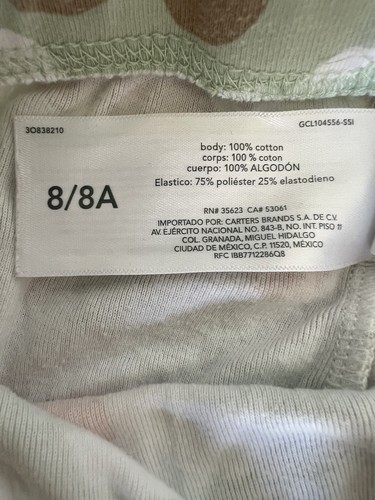 3O838210
GCL104556-SSI
body: 100% cotton
corps: 100 % coton
cuerpo: 100% ALGODÓN
Elastico: 75% poliéster 25% elastodieno
8/8A
RN# 35623 CA# 53061
IMPORTADO POR: CARTERS BRANDS S.A. DE C.V.
AV. EJÉRCITO NACIONAL NO. 843-B, NO INT. PISO 11
COL. GRANADA, MIGUEL HIDALGO
CIUDAD DE MÉXICO, C.P. 11520, MÉXICO
RFC IBB7712286Q8